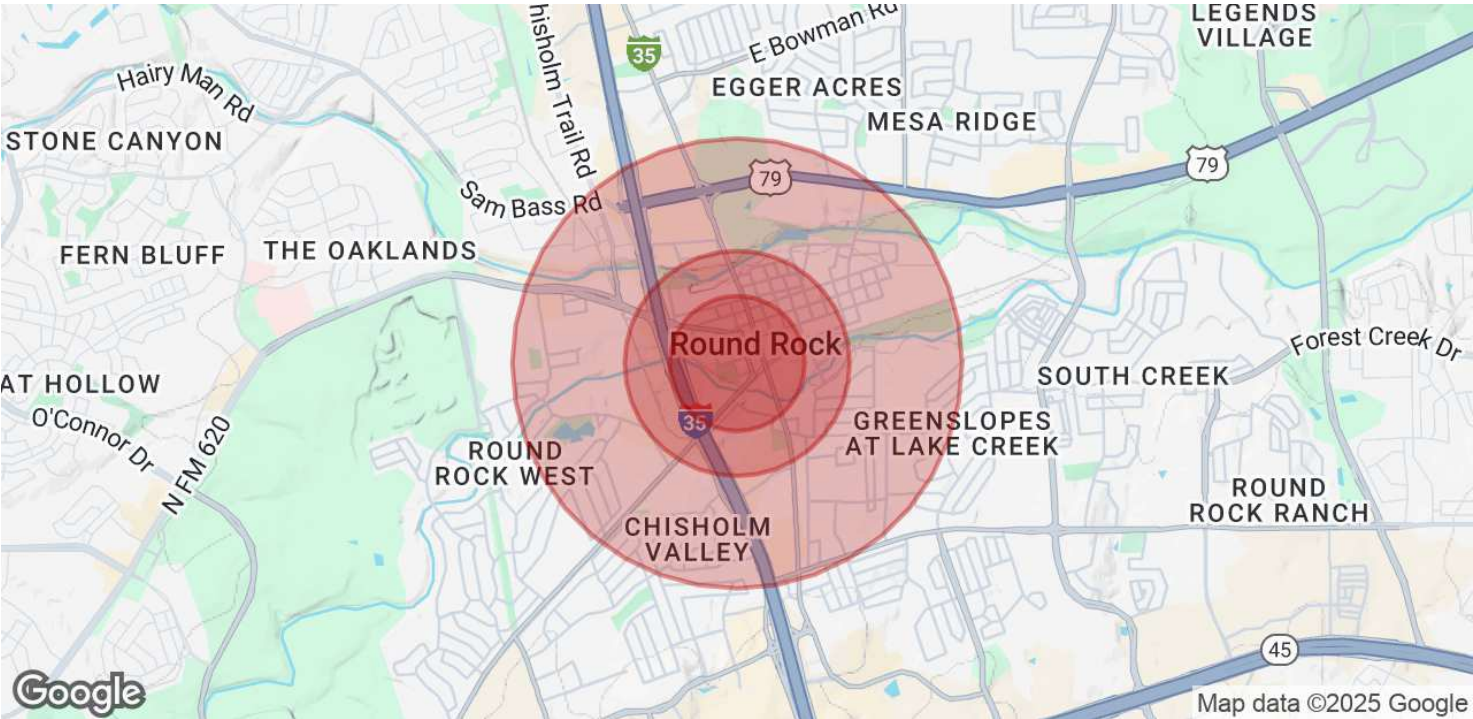 LEGENDS
VILLAGE
hisholm Trail Rd
35
E Bowman Rd
Hairy Man Rd
EGGER ACRES
MESA RIDGE
STONE CANYON
79
79
Sam Bass Rd
FERN BLUFF
THE OAKLANDS
Round Rock
Forest Creek Dr
AT HOLLOW
SOUTH CREEK
O'Connor Dr
35
GREENSLOPES
AT LAKE CREEK
N FM 620
ROUND
ROCK WEST
ROUND
ROCK RANCH
CHISHOLM
VALLEY
45
Google
Map data ©2025 Google